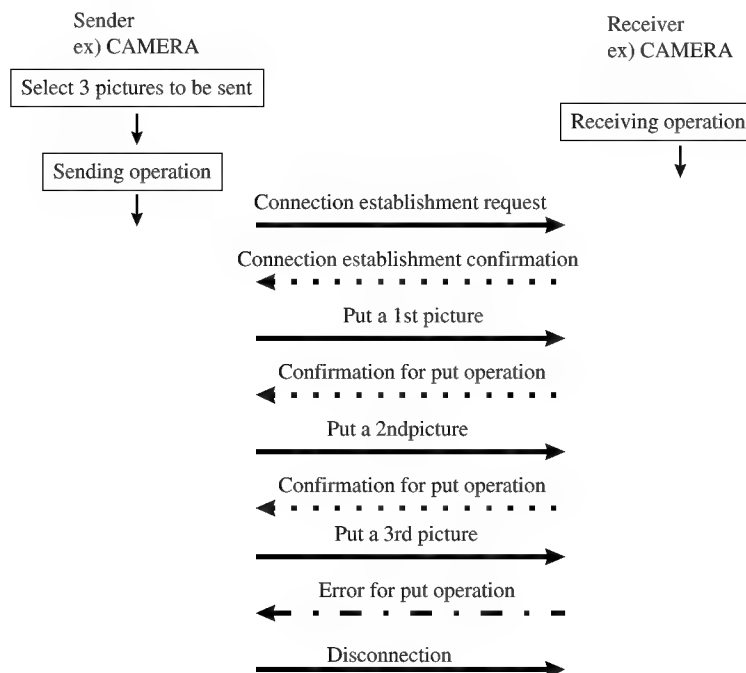 Sender
ex) CAMERA
Receiver
ex) CAMERA
Select 3 pictures to be sent
Receiving operation
Sending operation
Connection establishment request
Connection establishment confirmation
Put a 1st picture
Confirmation for put operation
Put a 2ndpicture
Confirmation for put operation
Put a 3rd picture
Error for put operation
Disconnection